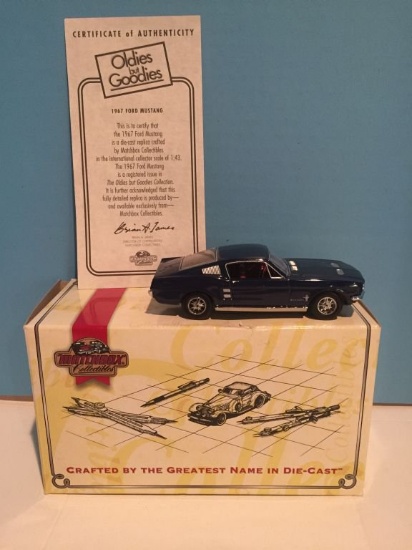 CERTIFICATE of AUTHENTICITY
Oldies
but
Goodies
1967 FORD MUSTANG
This is to certify that
the 1967 Ford Mustang
is a die-cast replica crafted
by Matchbox Collectibles
in the International collector scale of 1:43.
The 1967 Ford Mustang
is a registered issue in
The Oldies but Goodies Collection.
It is further acknowledged that this
fully detailed replica is produced by—
and available exclusively from—
Matchbox Collectibles.
MATCHBOX
Collectibles
CRAFTED BY THE GREATEST NAME IN DIE-CAST™